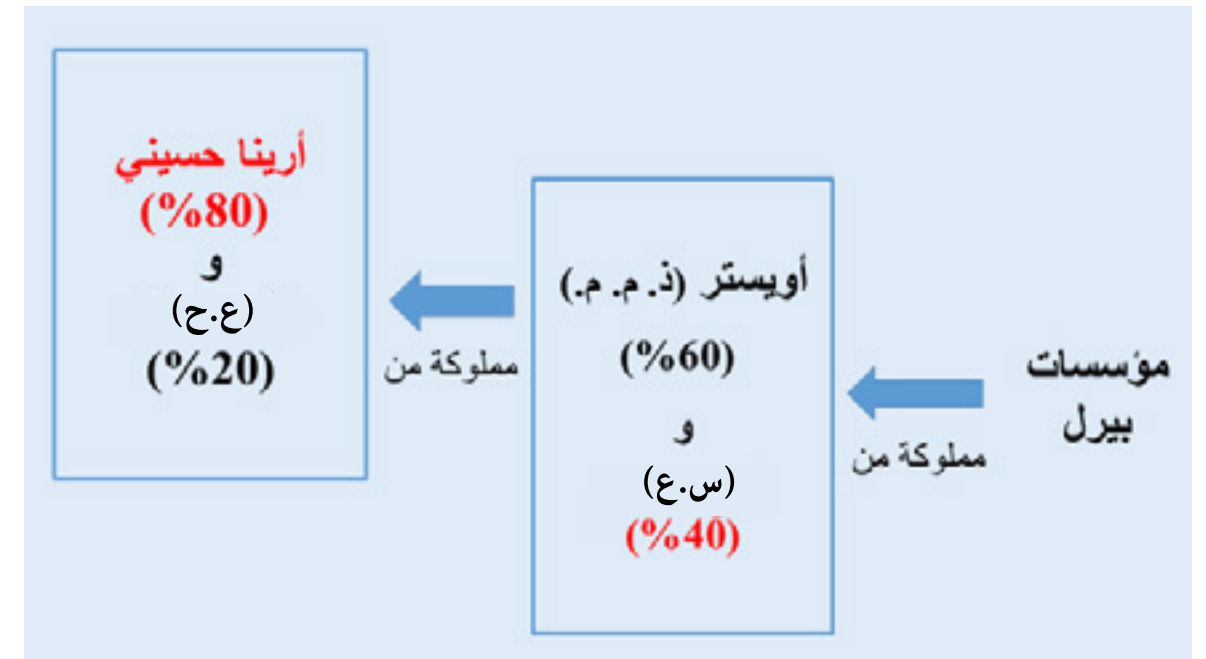 مؤسسات
بيرل
مملوكة من
أويستر (ذ. م. م.)
(%60)
و
(س.ع)
(%40)
مملوكة من
أرينا حسيني
(%80)
و
(ع.ح)
(%20)